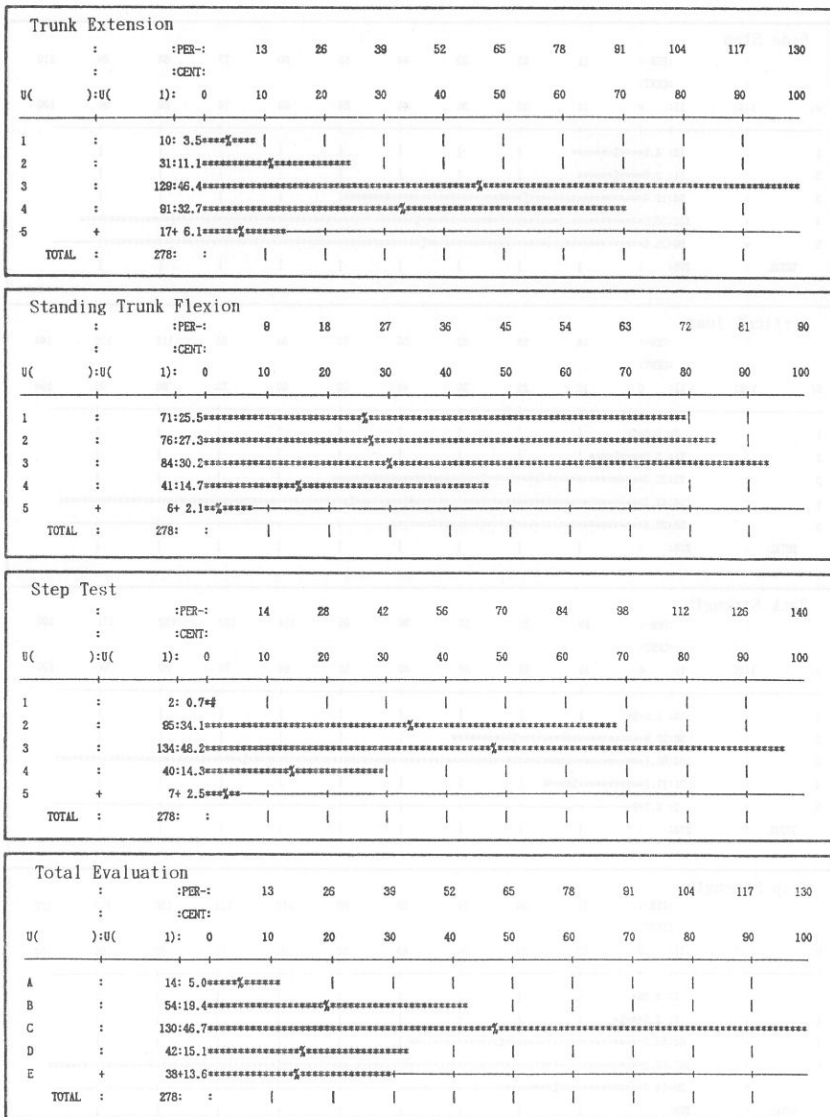 Trunk Extension
: :PER-: 13 26 39 52 65 78 91 104 117 130
: :CENT:
U( ):U( 1): 0 10 20 30 40 50 60 70 80 90 100
1 : 10: 3.5
2 : 31:11.1
3 : 129:46.4
4 : 91:32.7
5 + 17+ 6.1
TOTAL : 278: :
Standing Trunk Flexion
: :PER-: 9 18 27 36 45 54 63 72 81 90
: :CENT:
U( ):U( 1): 0 10 20 30 40 50 60 70 80 90 100
1 : 71:25.5
2 : 76:27.3
3 : 84:30.2
4 : 41:14.7
5 + 6+ 2.1
TOTAL : 278: :
Step Test
: :PER-: 14 28 42 56 70 84 98 112 126 140
: :CENT:
U( ):U( 1): 0 10 20 30 40 50 60 70 80 90 100
1 : 2: 0.7
2 : 95:34.1
3 : 134:48.2
4 : 40:14.3
5 + 7+ 2.5
TOTAL : 278: :
Total Evaluation
: :PER-: 13 26 39 52 65 78 91 104 117 130
: :CENT:
U( ):U( 1): 0 10 20 30 40 50 60 70 80 90 100
A : 14: 5.0
B : 54:19.4
C : 130:46.7
D : 42:15.1
E + 38+13.6
TOTAL : 278: :